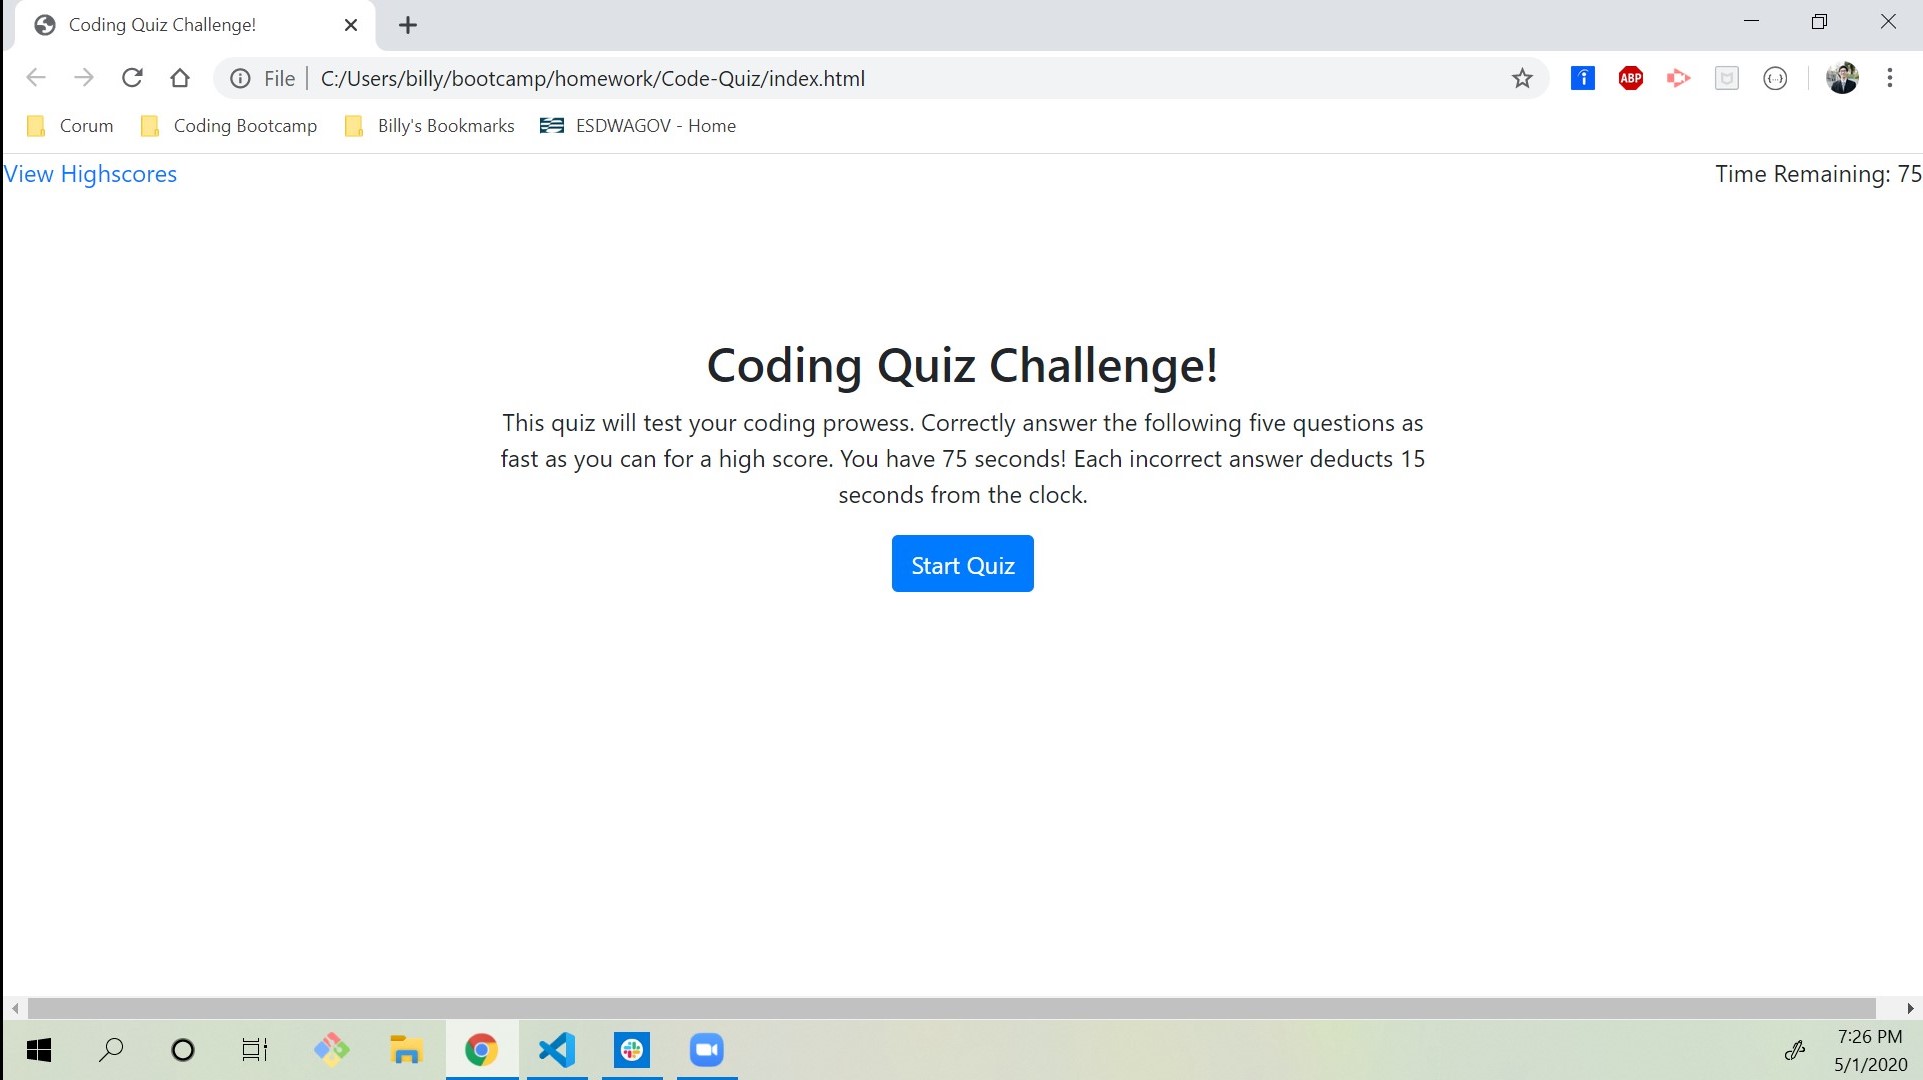 Coding Quiz Challenge!
File | C:/Users/billy/bootcamp/homework/Code-Quiz/index.html
ABP
Corum Coding Bootcamp Billy's Bookmarks ESDWAGOV - Home
View Highscores Time Remaining: 75
Coding Quiz Challenge!
This quiz will test your coding prowess. Correctly answer the following five questions as
fast as you can for a high score. You have 75 seconds! Each incorrect answer deducts 15
seconds from the clock.
Start Quiz
7:26 PM
5/1/2020